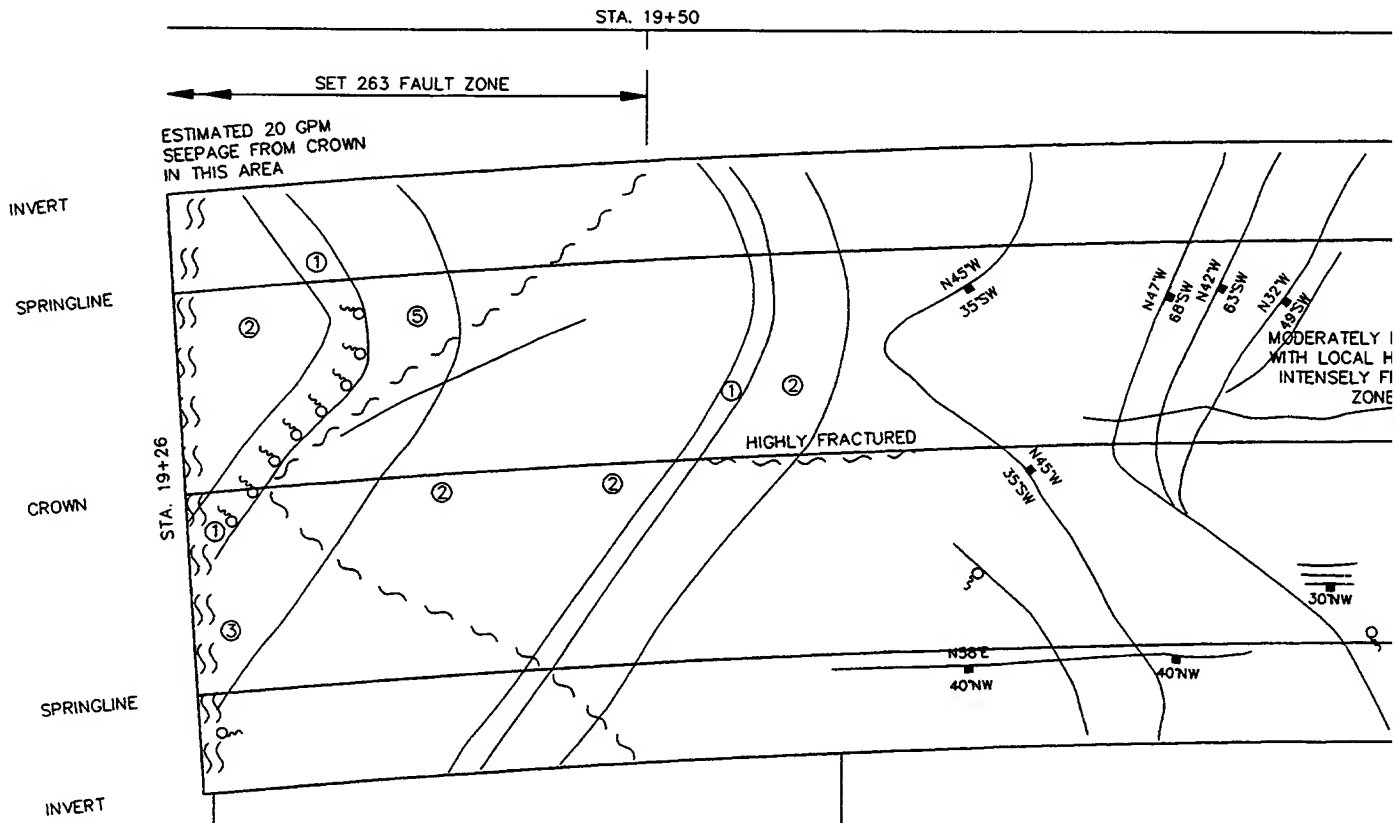 STA. 19+50
SET 263 FAULT ZONE
ESTIMATED 20 GPM
SEEPAGE FROM CROWN
IN THIS AREA
INVERT
SPRINGLINE
CROWN
SPRINGLINE
INVERT
STA. 19+26
①
②
⑤
①
②
②
②
①
③
HIGHLY FRACTURED
N45°W
35°SW
N47°W
68°SW
N42°W
63°SW
N32°W
49°SW
MODERATELY
WITH LOCAL
INTENSELY
ZONE
N45°W
35°SW
30°NW
N58°E
40°NW
40°NW